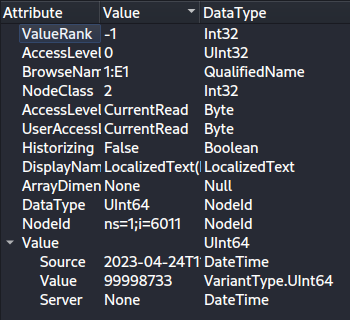 Attribute Value DataType
ValueRank -1 Int32
AccessLevel 0 UInt32
BrowseNam 1:E1 QualifiedName
NodeClass 2 Int32
AccessLevel CurrentRead Byte
UserAccessl CurrentRead Byte
Historizing False Boolean
DisplayNam LocalizedText( LocalizedText
ArrayDimen None Null
DataType UInt64 NodeId
NodeId ns=1;i=6011 NodeId
Value UInt64
Source 2023-04-24T1 DateTime
Value 99998733 VariantType.UInt64
Server None DateTime